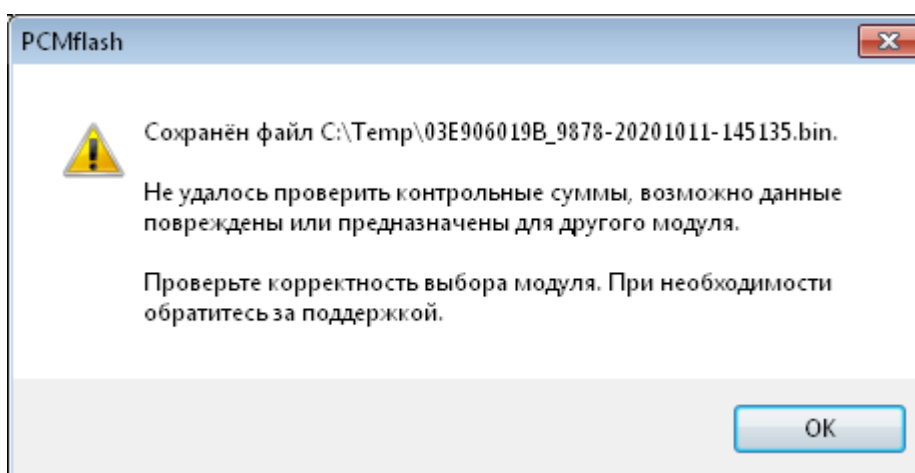 PCMflash
Сохранён файл C:\Temp\03E906019B_9878-20201011-145135.bin.
Не удалось проверить контрольные суммы, возможно данные
повреждены или предназначены для другого модуля.
Проверьте корректность выбора модуля. При необходимости
обратитесь за поддержкой.
OK